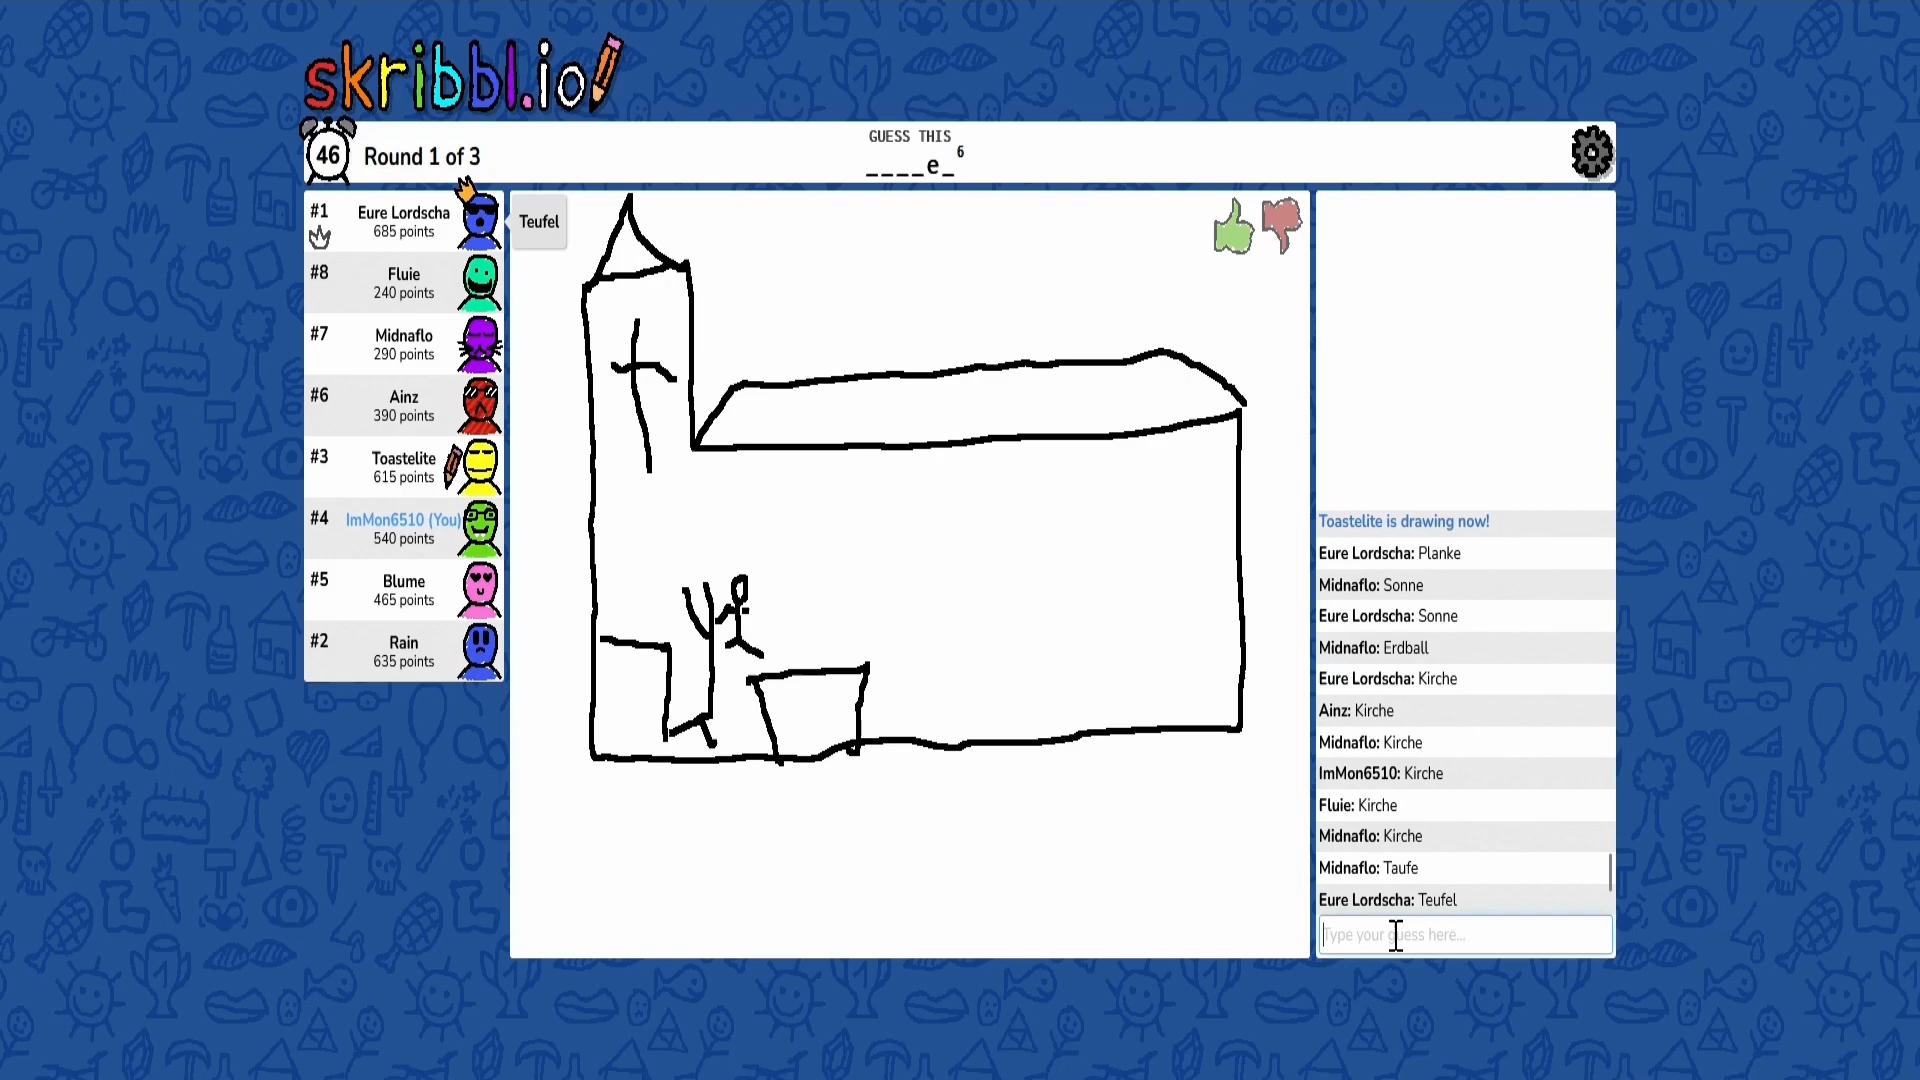 skribbl.io
46
Round 1 of 3
GUESS THIS
____e_ 6
#1
Eure Lordscha
685 points
Teufel
#8
Fluie
240 points
#7
Midnaflo
290 points
#6
Ainz
390 points
#3
Toastelite
615 points
#4
ImMon6510 (You)
540 points
#5
Blume
465 points
#2
Rain
635 points
Toastelite is drawing now!
Eure Lordscha: Planke
Midnaflo: Sonne
Eure Lordscha: Sonne
Midnaflo: Erdball
Eure Lordscha: Kirche
Ainz: Kirche
Midnaflo: Kirche
ImMon6510: Kirche
Fluie: Kirche
Midnaflo: Kirche
Midnaflo: Taufe
Eure Lordscha: Teufel
Type your guess here...